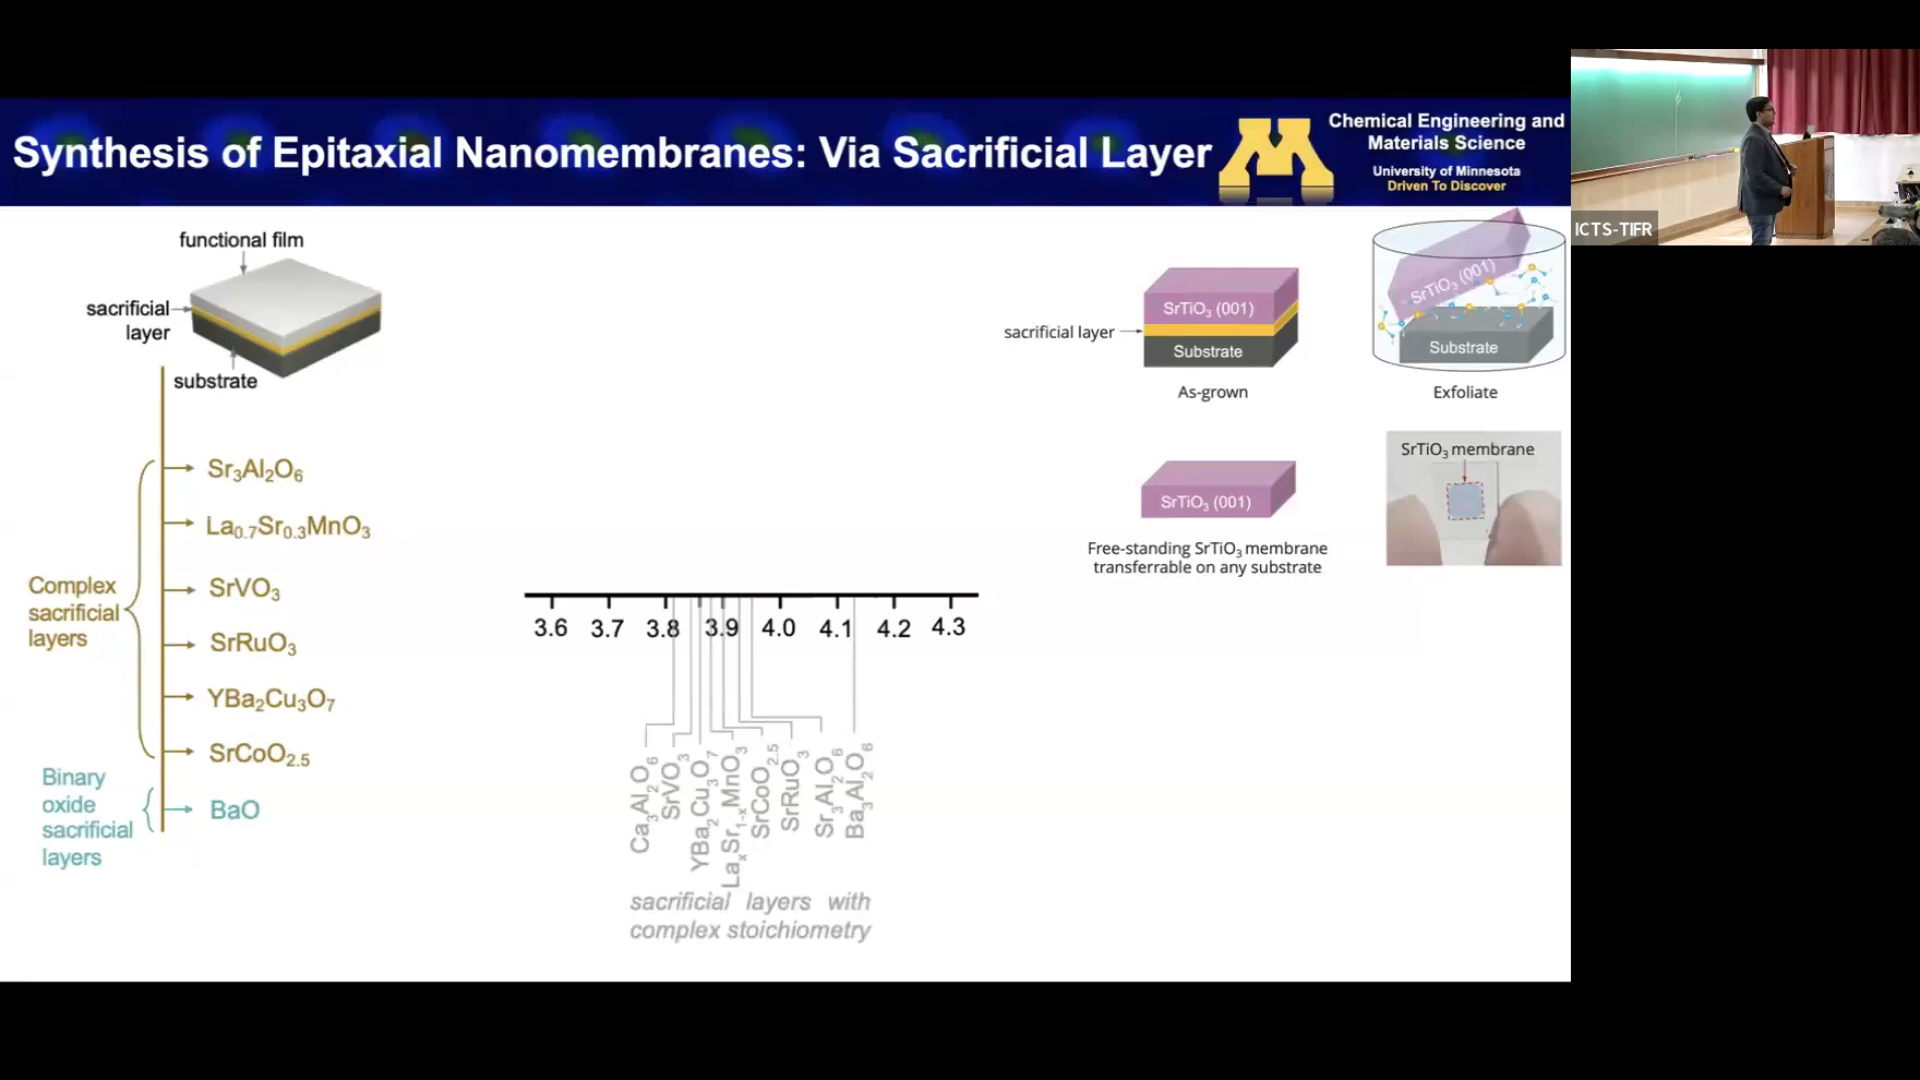 Synthesis of Epitaxial Nanomembranes: Via Sacrificial Layer
Chemical Engineering and
Materials Science
University of Minnesota
Driven To Discover
ICTS-TIFR
functional film
sacrificial
layer
substrate
Complex
sacrificial
layers
Sr₃Al₂O₆
La₀.₇Sr₀.₃MnO₃
SrVO₃
SrRuO₃
YBa₂Cu₃O₇
SrCoO₂.₅
Binary
oxide
sacrificial
layers
BaO
3.6 3.7 3.8 3.9 4.0 4.1 4.2 4.3
Ca₃Al₂O₆
SrVO₃
YBa₂Cu₃O₇
LaₓSr₁₋ₓMnO₃
SrCoO₂.₅
SrRuO₃
Sr₃Al₂O₆
Ba₃Al₂O₆
sacrificial layers with
complex stoichiometry
SrTiO₃ (001)
sacrificial layer
Substrate
As-grown
SrTiO₃ (001)
Substrate
Exfoliate
SrTiO₃ (001)
Free-standing SrTiO₃ membrane
transferrable on any substrate
SrTiO₃ membrane